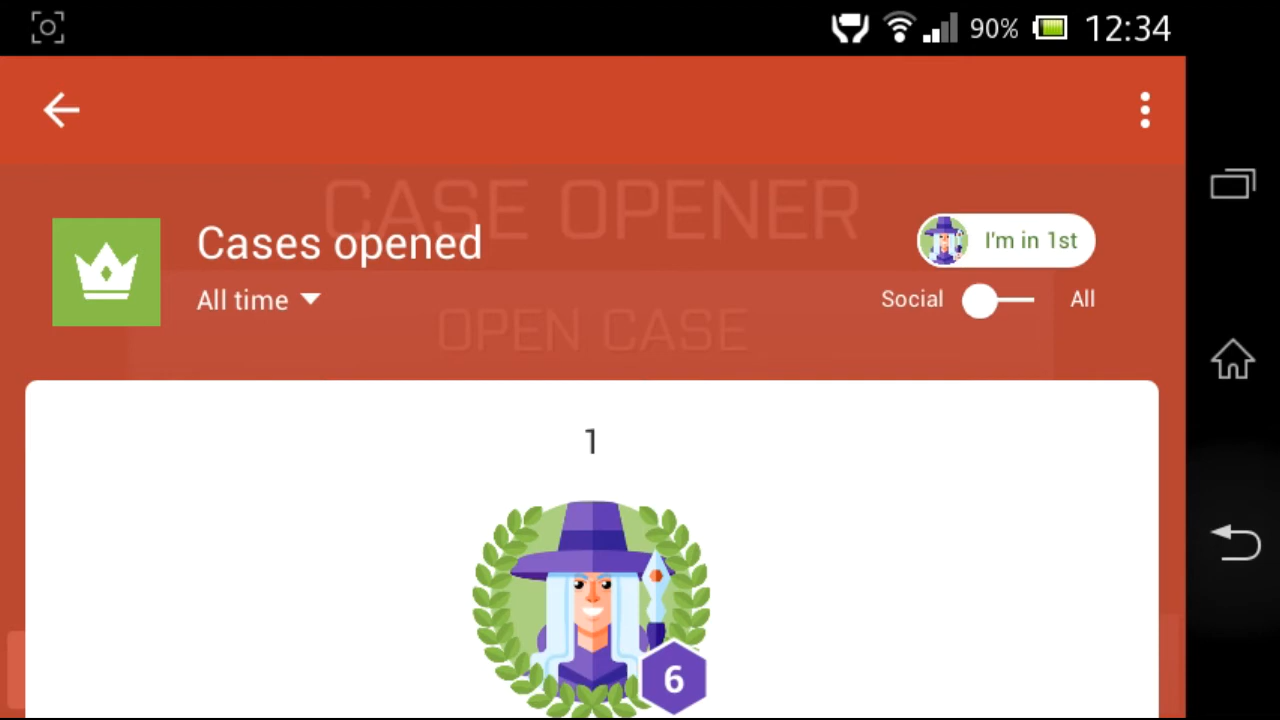 90% 12:34
CASE OPENER
Cases opened
I'm in 1st
All time
Social All
OPEN CASE
1
6